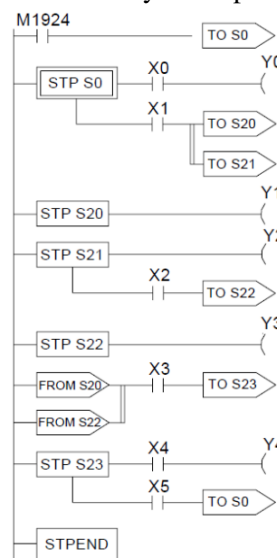 M1924
TO S0
STP S0 X0 Y0
X1 TO S20
TO S21
STP S20 Y1
STP S21 Y2
X2 TO S22
STP S22 Y3
FROM S20 X3 TO S23
FROM S22
STP S23 X4 Y4
X5 TO S0
STPEND